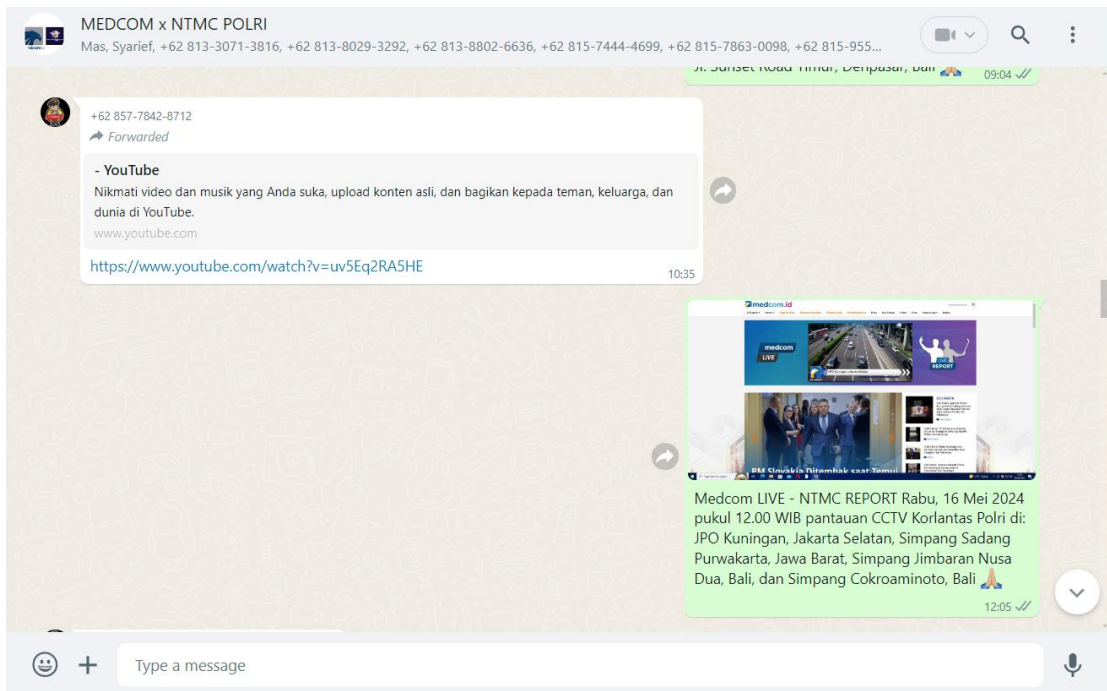 MEDCOM x NTMC POLRI
Mas, Syarief, +62 813-3071-3816, +62 813-8029-3292, +62 813-8802-6636, +62 815-7444-4699, +62 815-7863-0098, +62 815-955...
Jl. Sunset Road Timur, Denpasar, Bali 🙏🏼
09:04
+62 857-7842-8712
Forwarded
- YouTube
Nikmati video dan musik yang Anda suka, upload konten asli, dan bagikan kepada teman, keluarga, dan
dunia di YouTube.
www.youtube.com
https://www.youtube.com/watch?v=uv5Eq2RA5HE
10:35
medcom.id
medcom
LIVE
LIVE
REPORT
PM Slovakia Ditembak saat Temui
Medcom LIVE - NTMC REPORT Rabu, 16 Mei 2024
pukul 12.00 WIB pantauan CCTV Korlantas Polri di:
JPO Kuningan, Jakarta Selatan, Simpang Sadang
Purwakarta, Jawa Barat, Simpang Jimbaran Nusa
Dua, Bali, dan Simpang Cokroaminoto, Bali 🙏🏼
12:05
Type a message